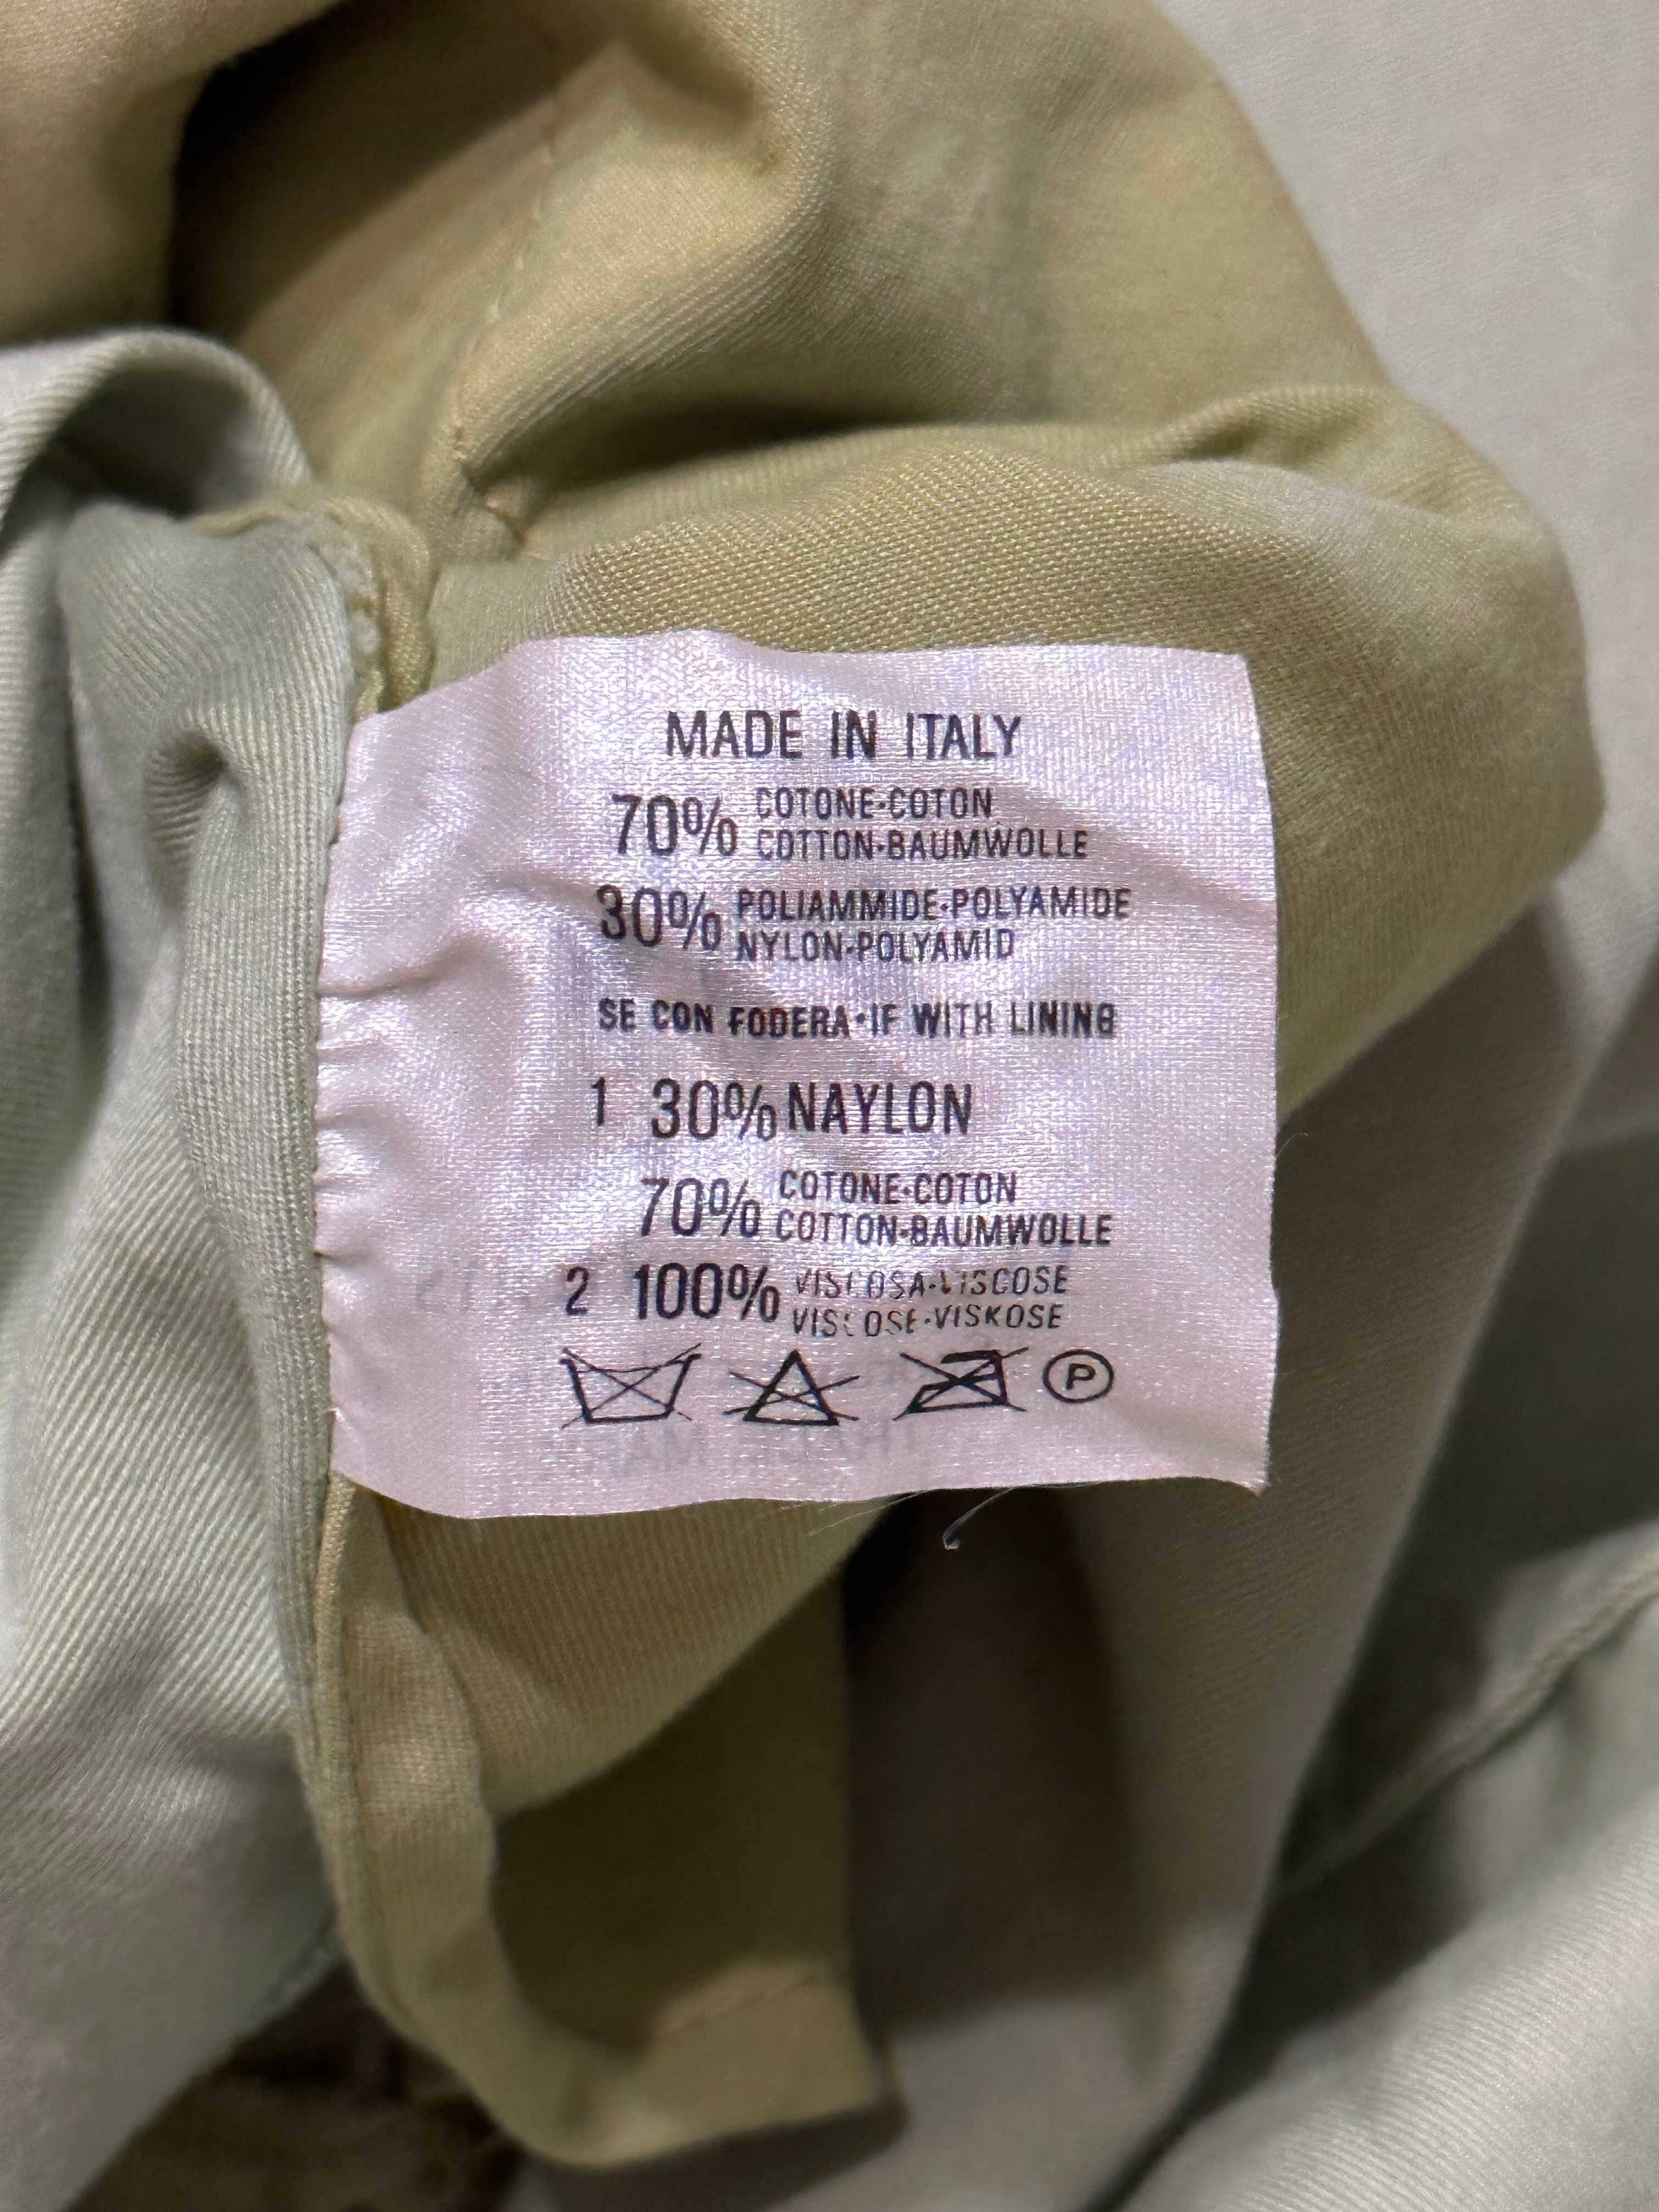 MADE IN ITALY
70% COTONE·COTON
COTTON·BAUMWOLLE
30% POLIAMMIDE·POLYAMIDE
NYLON·POLYAMID
SE CON FODERA·IF WITH LINING
1 30% NAYLON
70% COTONE·COTON
COTTON·BAUMWOLLE
2 100% VISCOSA·VISCOSE
VISCOSE·VISKOSE
P